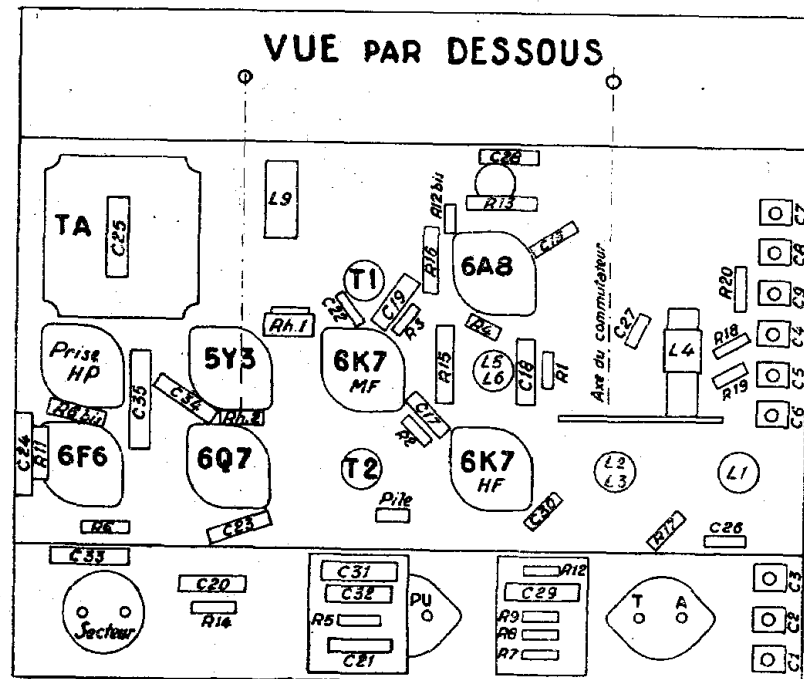 VUE PAR DESSOUS
C28
R12 bis
R13
L9
TA
C25
R16
6A8
C15
C7
C8
C9
C4
C5
C6
R20
T1
C22
C19
R3
Rh.1
R4
Axe du commutateur
C27
L4
R18
R19
Prise
HP
5Y3
6K7
MF
R15
L5
L6
C18
R1
C35
C34
Rh.2
R6 bis
C17
R2
C24
R11
6F6
6Q7
T2
6K7
HF
L2
L3
L1
Pile
C30
R6
C23
R17
C26
C33
C31
C32
R5
C21
PU
R12
C29
R9
R8
R7
T
A
C3
C2
C1
C20
R14
Secteur